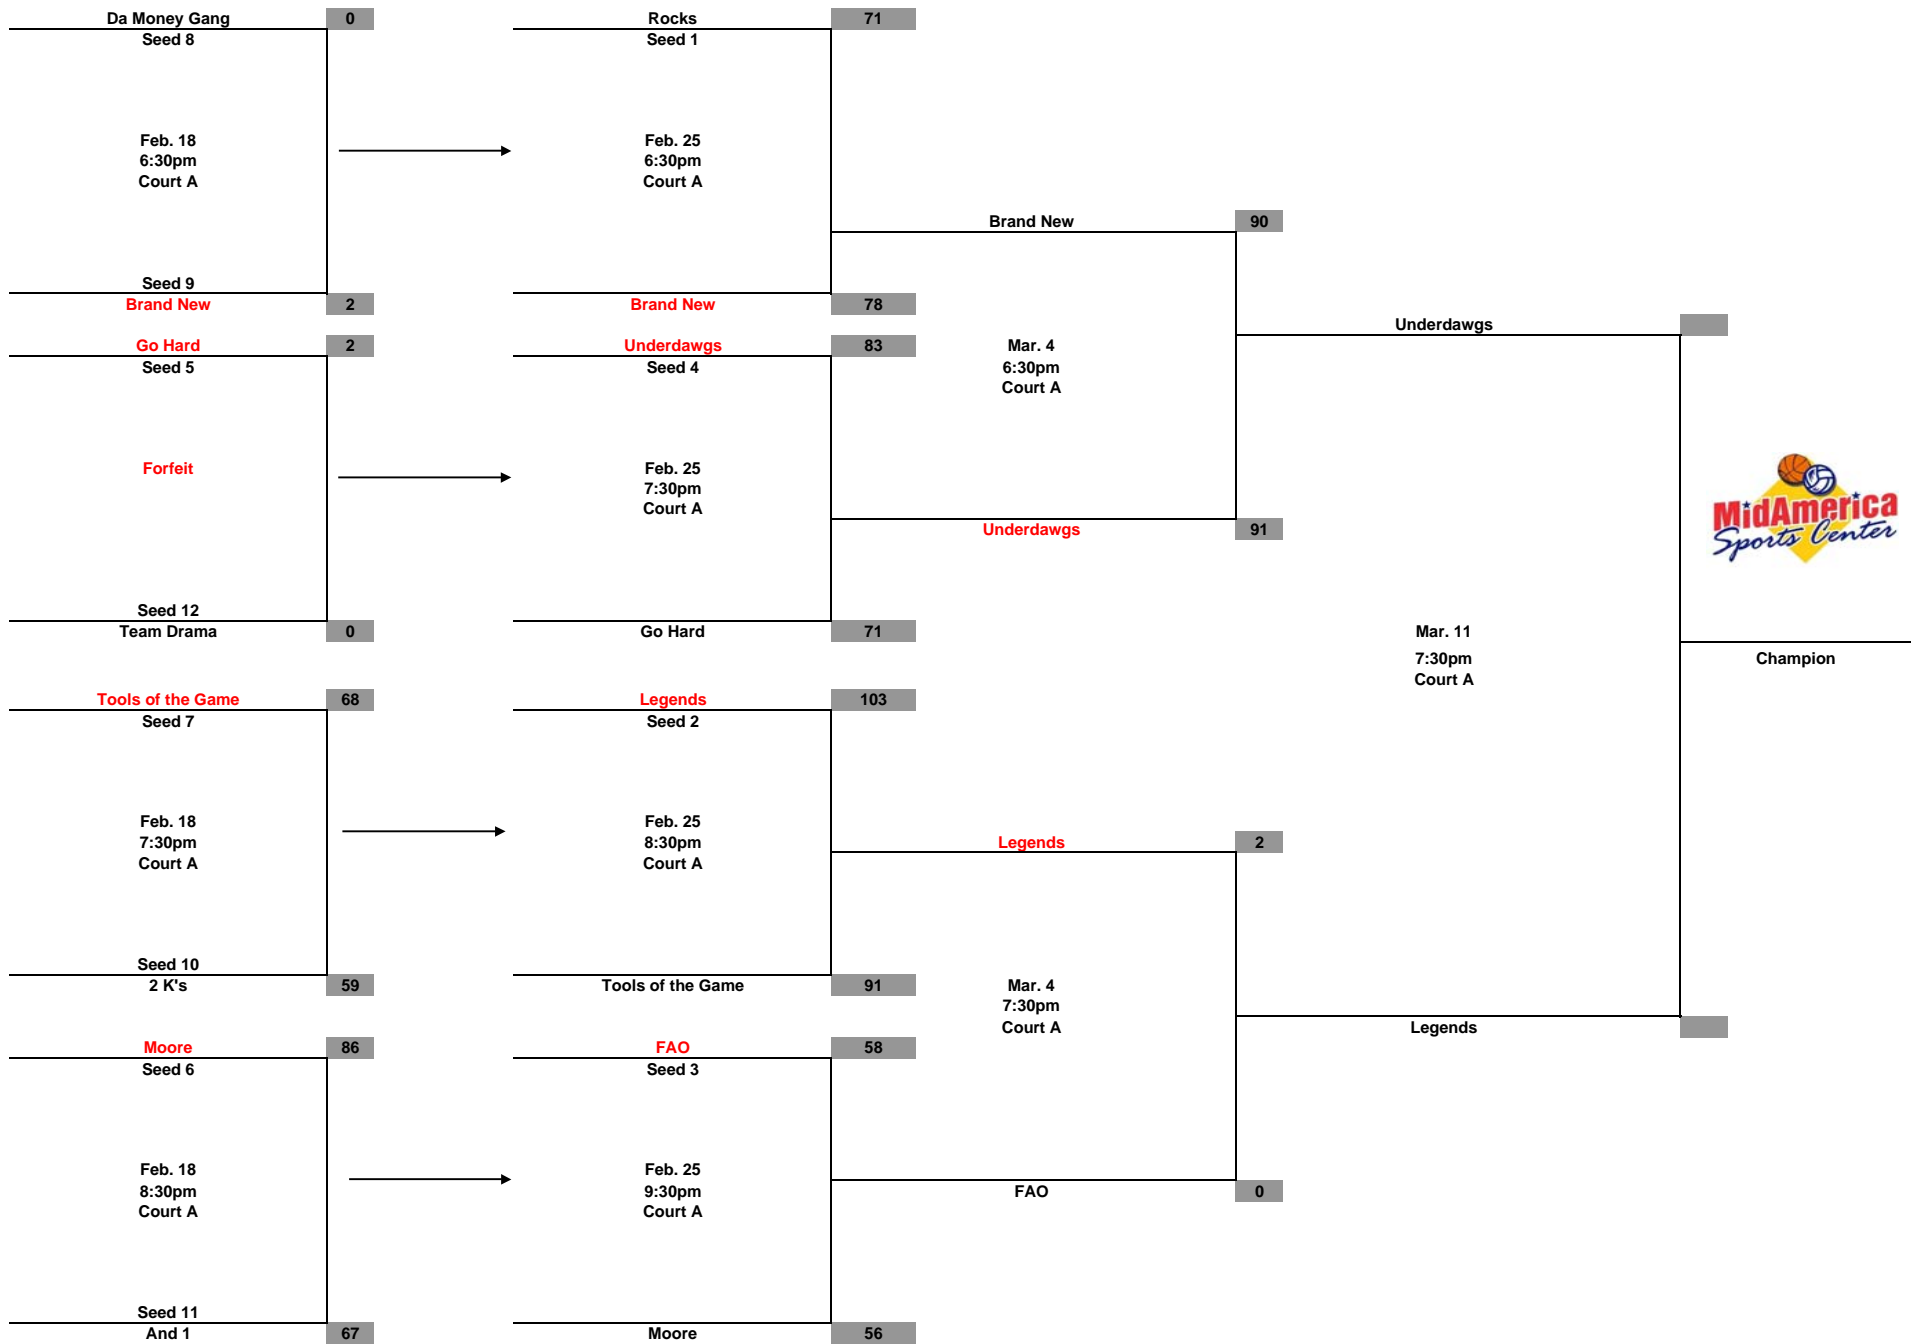 Da Money Gang 0
Seed 8
Feb. 18
6:30pm
Court A
Seed 9
Brand New 2
Go Hard 2
Seed 5
Forfeit
Seed 12
Team Drama 0
Tools of the Game 68
Seed 7
Feb. 18
7:30pm
Court A
Seed 10
2 K's 59
Moore 86
Seed 6
Feb. 18
8:30pm
Court A
Seed 11
And 1 67
Rocks 71
Seed 1
Feb. 25
6:30pm
Court A
Brand New 78
Underdawgs 83
Seed 4
Feb. 25
7:30pm
Court A
Go Hard 71
Legends 103
Seed 2
Feb. 25
8:30pm
Court A
Tools of the Game 91
FAO 58
Seed 3
Feb. 25
9:30pm
Court A
Moore 56
Brand New 90
Mar. 4
6:30pm
Court A
Underdawgs 91
Legends 2
Mar. 4
7:30pm
Court A
FAO 0
Underdawgs
Mar. 11
7:30pm
Court A
Legends
MidAmerica
Sports Center
Champion